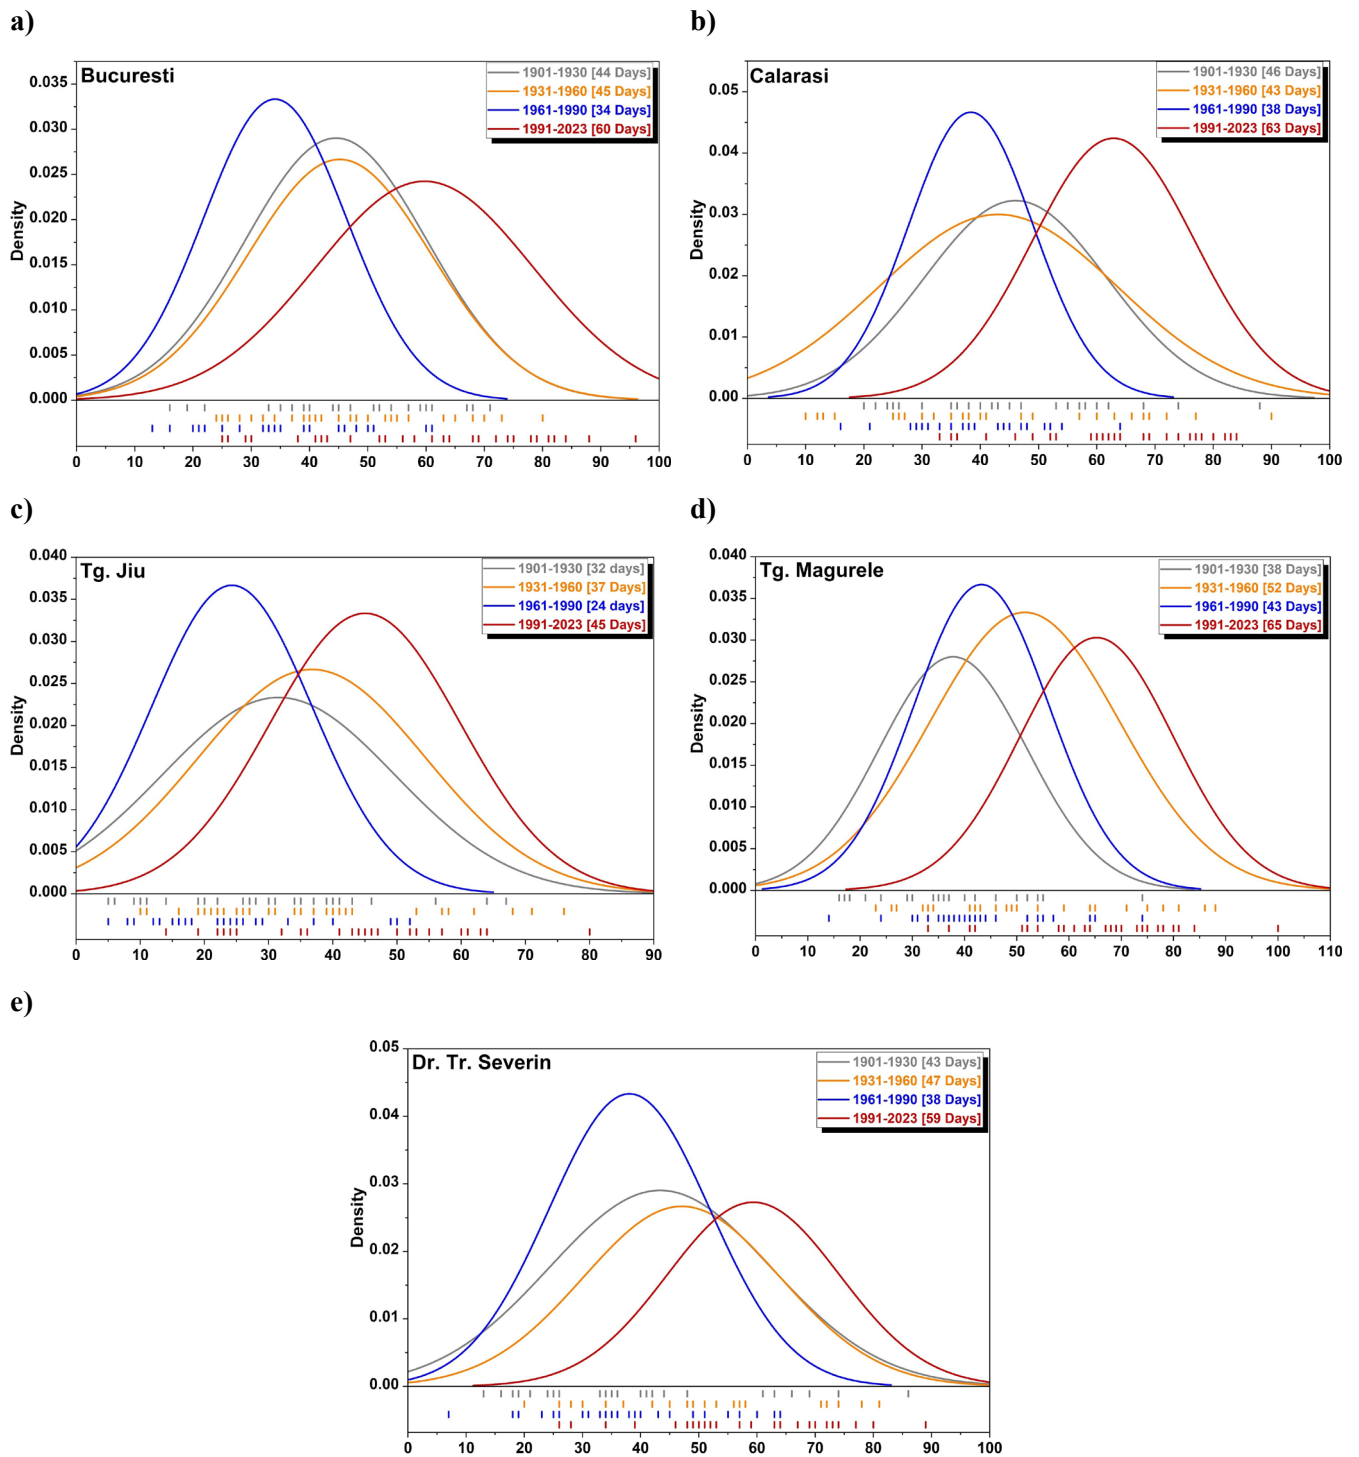 a)
Bucuresti
1901-1930 [44 Days]
1931-1960 [45 Days]
1961-1990 [34 Days]
1991-2023 [60 Days]
Density
0.035
0.030
0.025
0.020
0.015
0.010
0.005
0.000
0 10 20 30 40 50 60 70 80 90 100
b)
Calarasi
1901-1930 [46 Days]
1931-1960 [43 Days]
1961-1990 [38 Days]
1991-2023 [63 Days]
Density
0.05
0.04
0.03
0.02
0.01
0.00
0 10 20 30 40 50 60 70 80 90 100
c)
Tg. Jiu
1901-1930 [32 days]
1931-1960 [37 Days]
1961-1990 [24 days]
1991-2023 [45 Days]
Density
0.040
0.035
0.030
0.025
0.020
0.015
0.010
0.005
0.000
0 10 20 30 40 50 60 70 80 90
d)
Tg. Magurele
1901-1930 [38 Days]
1931-1960 [52 Days]
1961-1990 [43 Days]
1991-2023 [65 Days]
Density
0.040
0.035
0.030
0.025
0.020
0.015
0.010
0.005
0.000
0 10 20 30 40 50 60 70 80 90 100 110
e)
Dr. Tr. Severin
1901-1930 [43 Days]
1931-1960 [47 Days]
1961-1990 [38 Days]
1991-2023 [59 Days]
Density
0.05
0.04
0.03
0.02
0.01
0.00
0 10 20 30 40 50 60 70 80 90 100